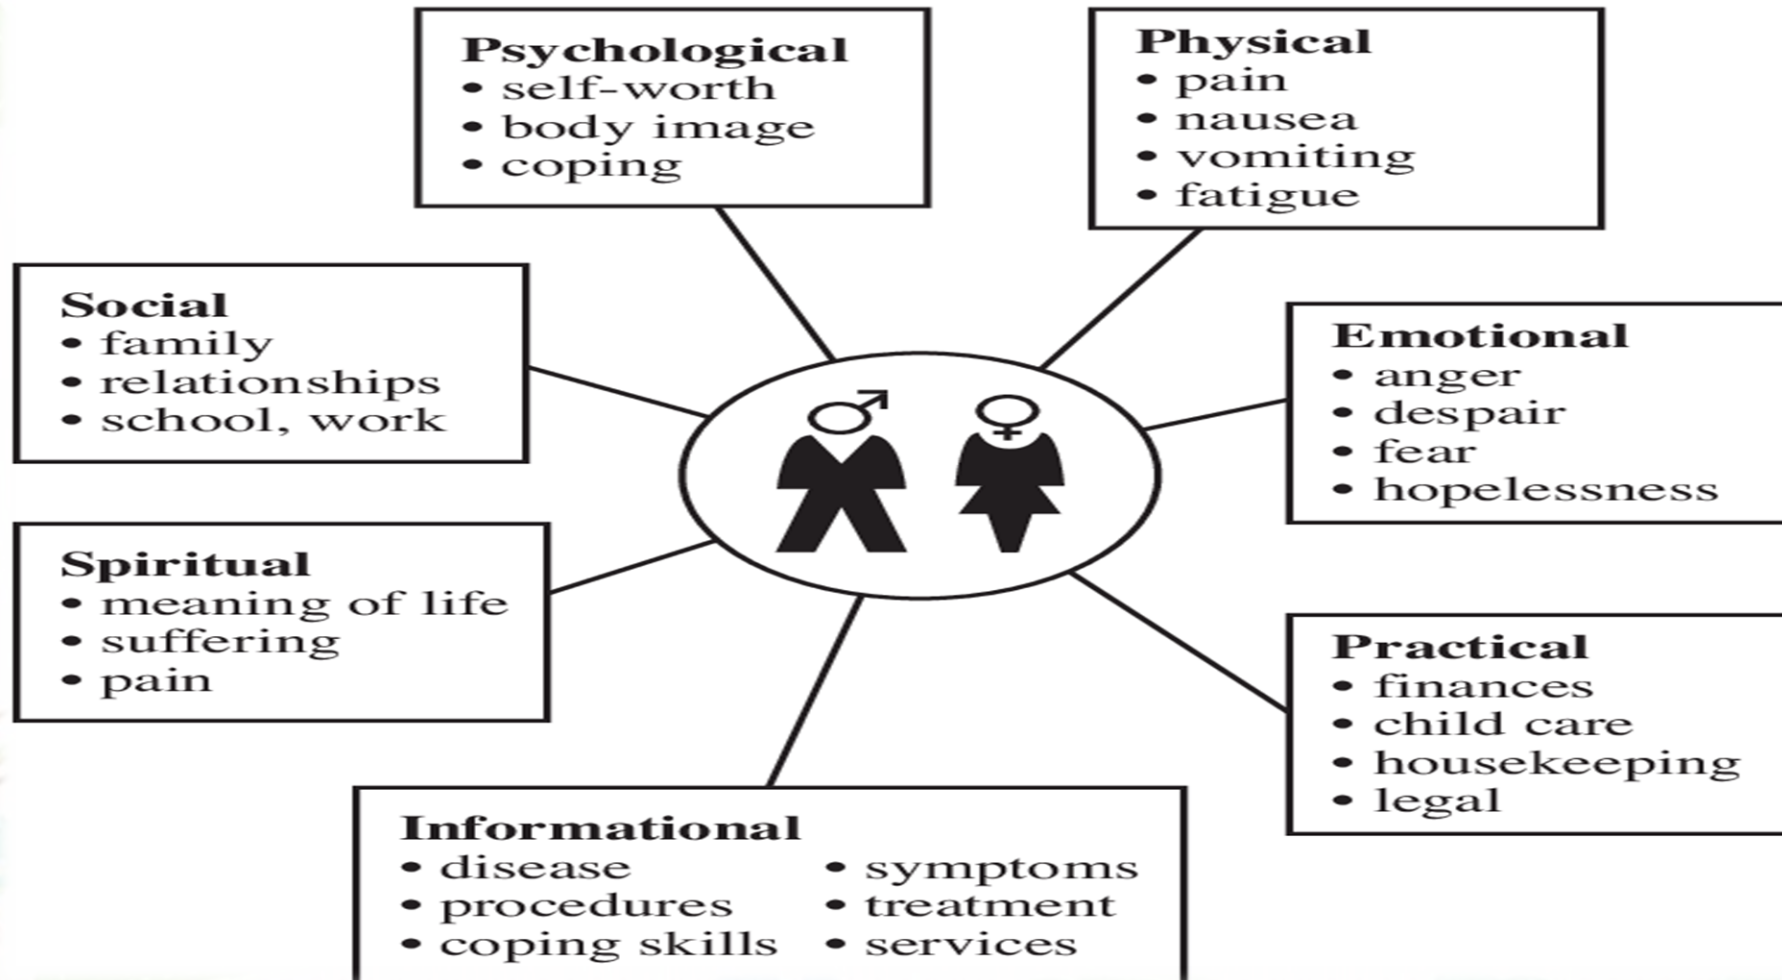 Psychological
• self-worth
• body image
• coping
Physical
• pain
• nausea
• vomiting
• fatigue
Social
• family
• relationships
• school, work
Emotional
• anger
• despair
• fear
• hopelessness
Spiritual
• meaning of life
• suffering
• pain
Practical
• finances
• child care
• housekeeping
• legal
Informational
• disease
• procedures
• coping skills
• symptoms
• treatment
• services